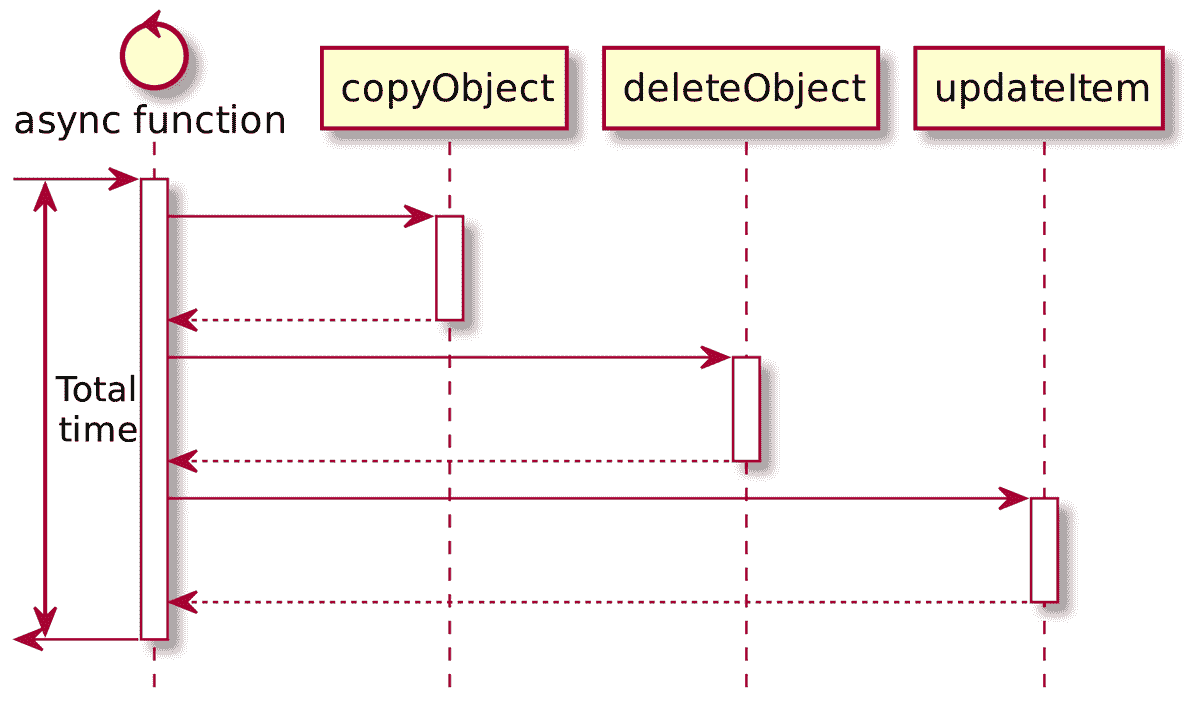 async function
copyObject
deleteObject
updateItem
Total
time